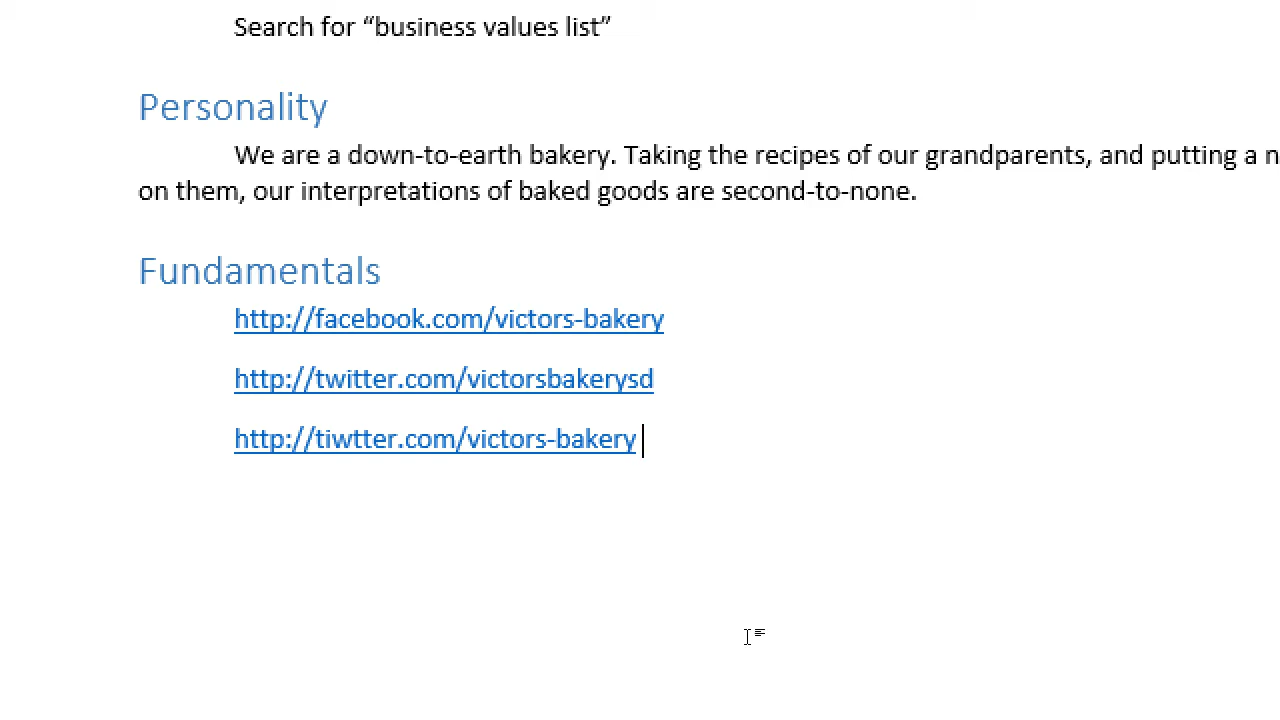 Search for “business values list”
Personality
We are a down-to-earth bakery. Taking the recipes of our grandparents, and putting a
on them, our interpretations of baked goods are second-to-none.
Fundamentals
http://facebook.com/victors-bakery
http://twitter.com/victorsbakerysd
http://tiwtter.com/victors-bakery